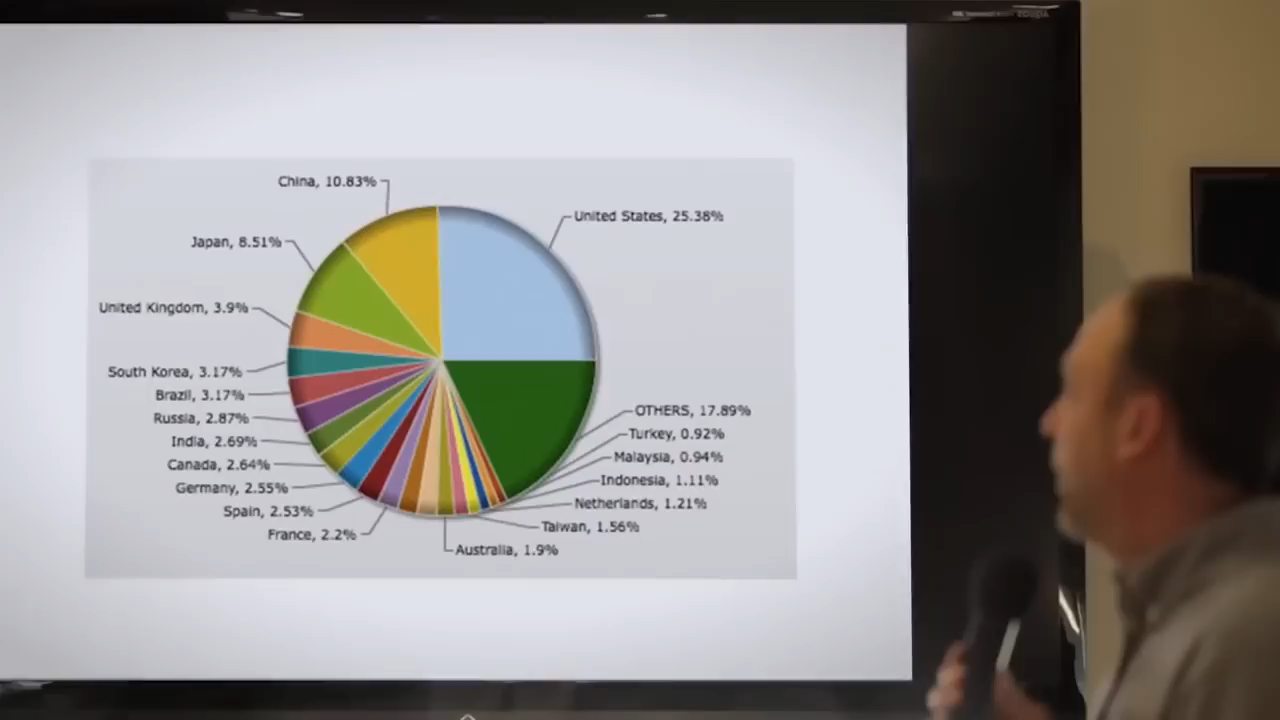 China, 10.83%
United States, 25.38%
Japan, 8.51%
United Kingdom, 3.9%
South Korea, 3.17%
Brazil, 3.17%
Russia, 2.87%
India, 2.69%
Canada, 2.64%
Germany, 2.55%
Spain, 2.53%
France, 2.2%
OTHERS, 17.89%
Turkey, 0.92%
Malaysia, 0.94%
Indonesia, 1.11%
Netherlands, 1.21%
Taiwan, 1.56%
Australia, 1.9%